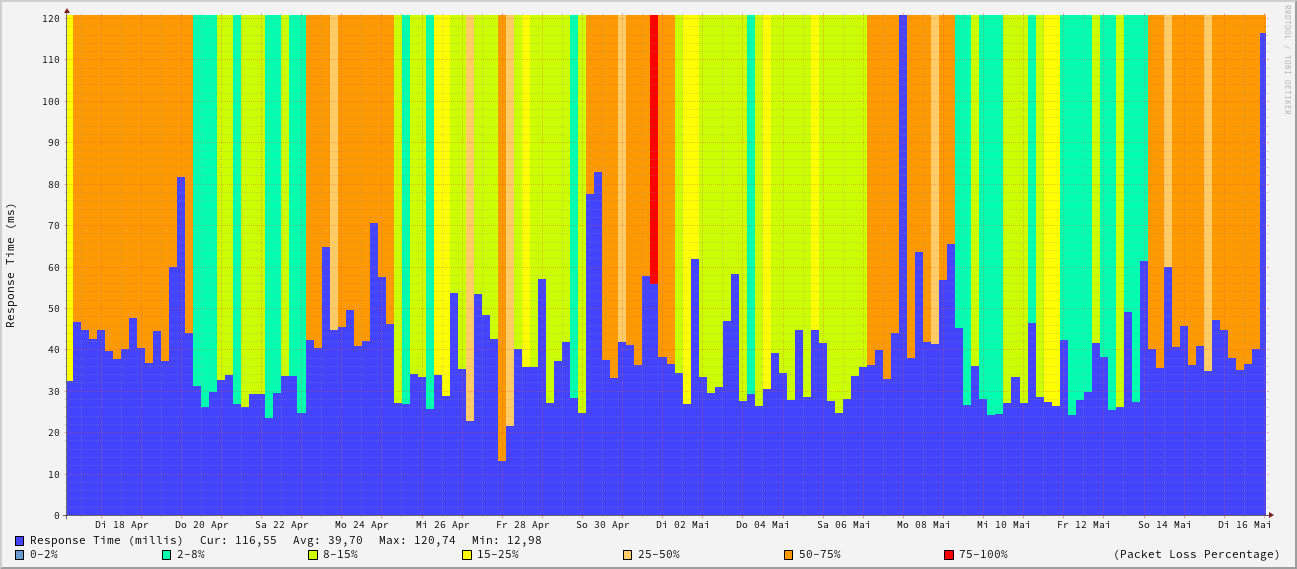 RRDTOOL / TOBI OETIKER
Response Time (ms)
120
110
100
90
80
70
60
50
40
30
20
10
0
Di 18 Apr Do 20 Apr Sa 22 Apr Mo 24 Apr Mi 26 Apr Fr 28 Apr So 30 Apr Di 02 Mai Do 04 Mai Sa 06 Mai Mo 08 Mai Mi 10 Mai Fr 12 Mai So 14 Mai Di 16 Mai
Response Time (millis) Cur: 116,55 Avg: 39,70 Max: 120,74 Min: 12,98
0-2% 2-8% 8-15% 15-25% 25-50% 50-75% 75-100% (Packet Loss Percentage)